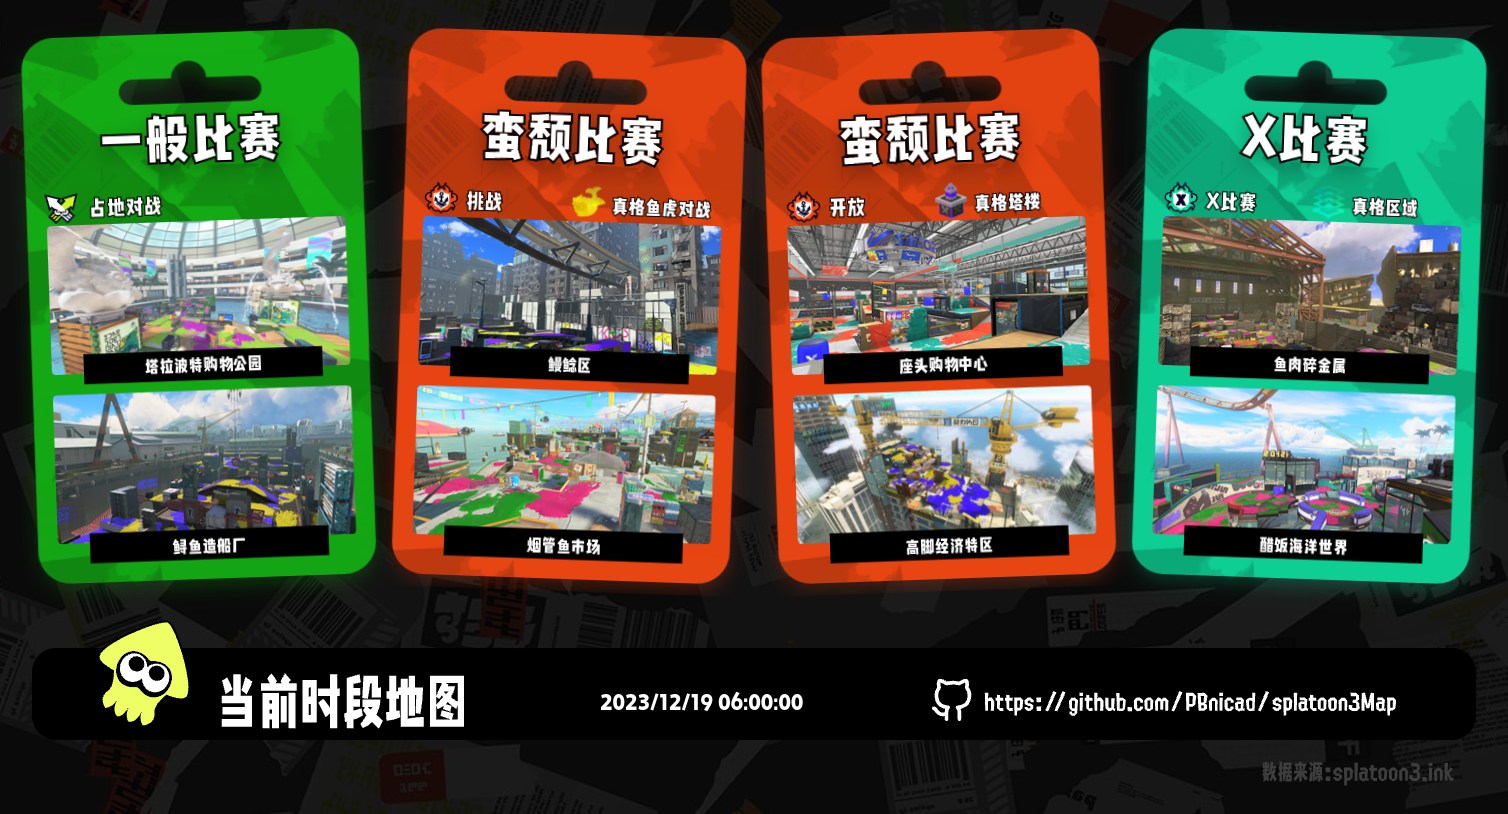 一般比赛
占地对战
塔拉波特购物公园
鲟鱼造船厂
蛮颓比赛
挑战
真格鱼虎对战
鳗鲶区
烟管鱼市场
蛮颓比赛
开放
真格塔楼
座头购物中心
高脚经济特区
X比赛
X比赛
真格区域
鱼肉碎金属
醋饭海洋世界
当前时段地图
2023/12/19 06:00:00
https://github.com/PBnicad/splatoon3Map
数据来源:splatoon3.ink